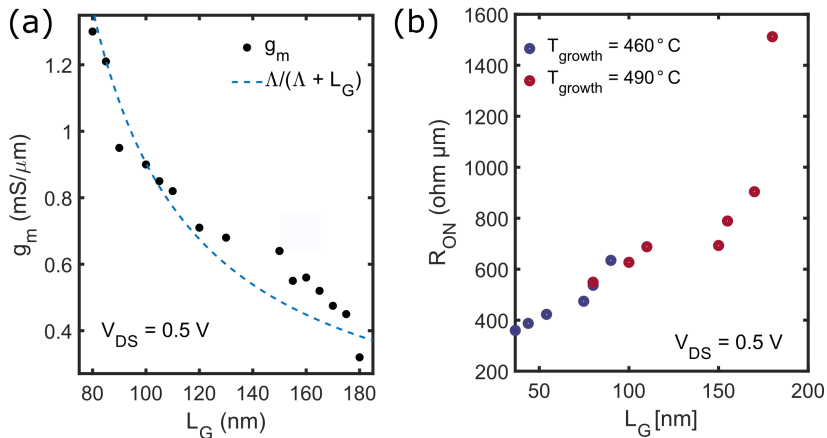 (a)
g_m
Λ/(Λ + L_G)
1.2
1
0.8
0.6
0.4
g_m (mS/μm)
V_DS = 0.5 V
80 100 120 140 160 180
L_G (nm)
(b)
1600
1400
1200
1000
800
600
400
200
R_ON (ohm μm)
T_growth = 460°C
T_growth = 490°C
V_DS = 0.5 V
50 100 150 200
L_G [nm]